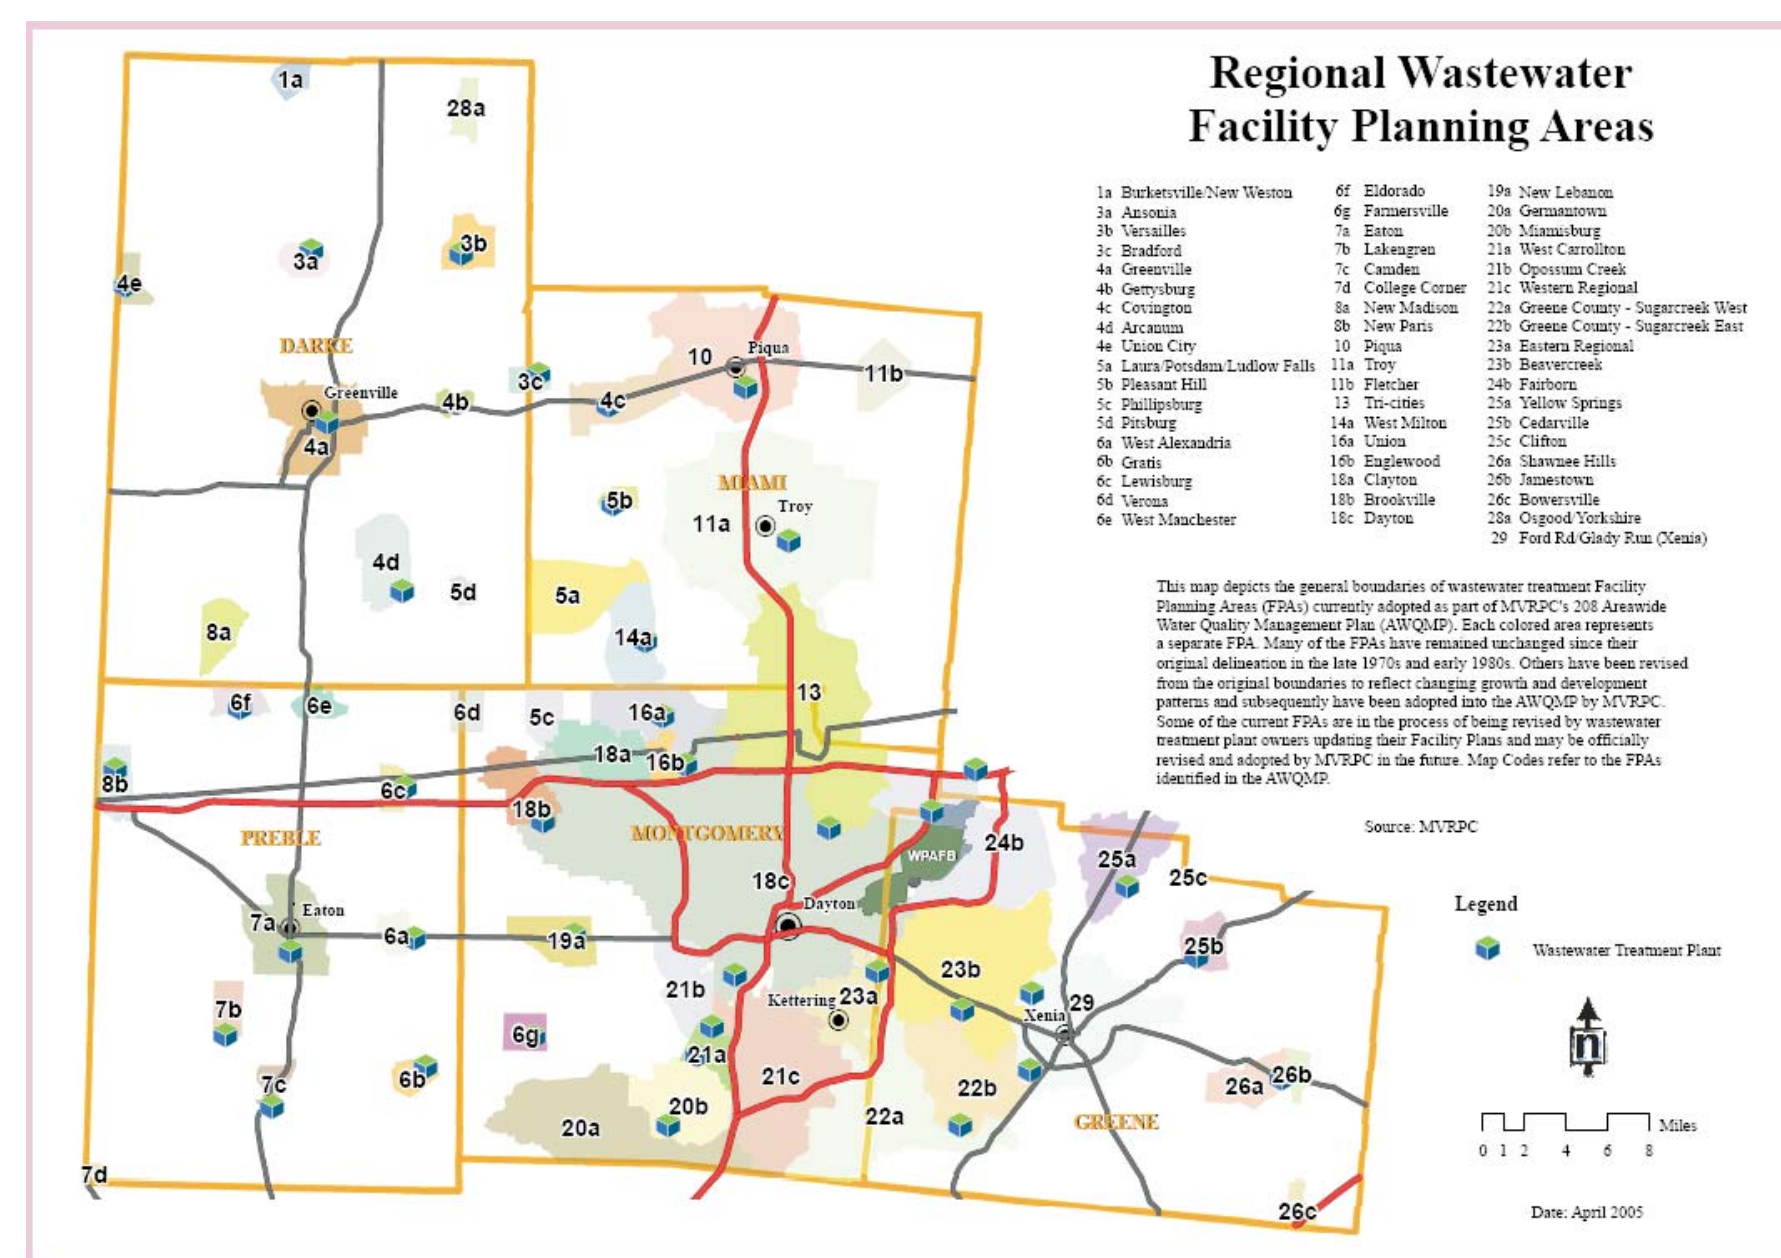 Regional Wastewater
Facility Planning Areas
1a Burketsville/New Weston
3a Ansonia
3b Versailles
3c Bradford
4a Greenville
4b Gettysburg
4c Covington
4d Arcanum
4e Union City
5a Laura/Potsdam/Ludlow Falls
5b Pleasant Hill
5c Phillipsburg
5d Pitsburg
6a West Alexandria
6b Gratis
6c Lewisburg
6d Verona
6e West Manchester
6f Eldorado
6g Farmersville
7a Eaton
7b Lakengren
7c Camden
7d College Corner
8a New Madison
8b New Paris
10 Piqua
11a Troy
11b Fletcher
13 Tri-cities
14a West Milton
16a Union
16b Englewood
18a Clayton
18b Brookville
18c Dayton
19a New Lebanon
20a Germantown
20b Miamisburg
21a West Carrollton
21b Opossum Creek
21c Western Regional
22a Greene County - Sugarcreek West
22b Greene County - Sugarcreek East
23a Eastern Regional
23b Beavercreek
24b Fairborn
25a Yellow Springs
25b Cedarville
25c Clifton
26a Shawnee Hills
26b Jamestown
26c Bowersville
28a Osgood/Yorkshire
29 Ford Rd/Glady Run (Xenia)
This map depicts the general boundaries of wastewater treatment Facility
Planning Areas (FPAs) currently adopted as part of MVRPC's 208 Areawide
Water Quality Management Plan (AWQMP). Each colored area represents
a separate FPA. Many of the FPAs have remained unchanged since their
original delineation in the late 1970s and early 1980s. Others have been revised
from the original boundaries to reflect changing growth and development
patterns and subsequently have been adopted into the AWQMP by MVRPC.
Some of the current FPAs are in the process of being revised by wastewater
treatment plant owners updating their Facility Plans and may be officially
revised and adopted by MVRPC in the future. Map Codes refer to the FPAs
identified in the AWQMP.
Source: MVRPC
Legend
Wastewater Treatment Plant
n
Miles
0 1 2 4 6 8
Date: April 2005
1a
28a
3b
3a
4e
DARKE
Greenville
4a
4b
3c
4c
10
Piqua
11b
MIAMI
5b
11a
Troy
4d
5d
5a
8a
14a
13
6f
6e
6d
5c
16a
18a
16b
8b
6c
18b
PREBLE
MONTGOMERY
WPAFB
24b
25a
25c
18c
Dayton
7a
Eaton
6a
19a
25b
23b
21b
Kettering
23a
29
Xenia
7b
6g
21a
7c
6b
21c
22b
26a
26b
20b
20a
22a
GREENE
7d
26c